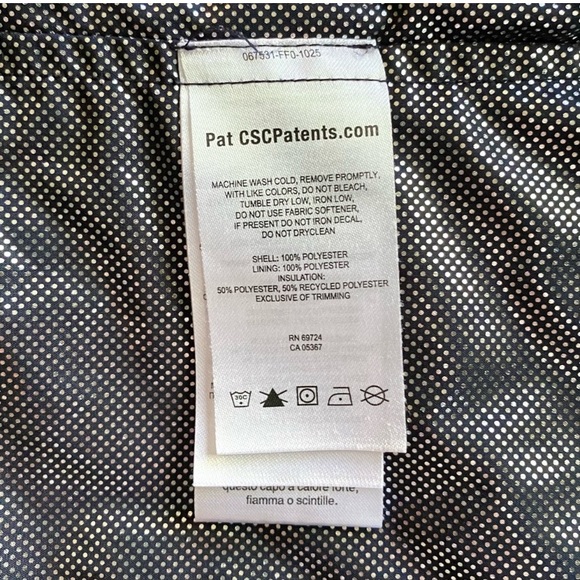 067531-FF0-1025
Pat CSCPatents.com
MACHINE WASH COLD, REMOVE PROMPTLY,
WITH LIKE COLORS, DO NOT BLEACH,
TUMBLE DRY LOW, IRON LOW,
DO NOT USE FABRIC SOFTENER,
IF PRESENT DO NOT IRON DECAL,
DO NOT DRYCLEAN
SHELL: 100% POLYESTER
LINING: 100% POLYESTER
INSULATION:
50% POLYESTER, 50% RECYCLED POLYESTER
EXCLUSIVE OF TRIMMING
RN 69724
CA 05367
30C
questo capo a calore forte,
fiamma o scintille.